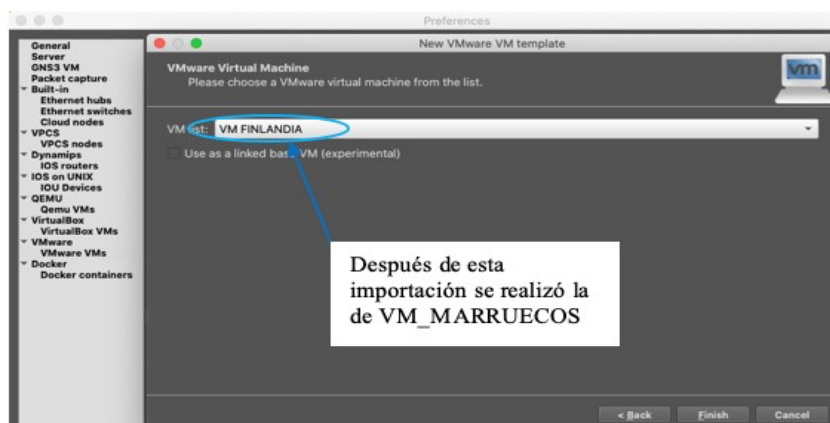 Preferences
General
Server
GNS3 VM
Packet capture
Built-in
Ethernet hubs
Ethernet switches
Cloud nodes
VPCS
VPCS nodes
Dynamips
IOS routers
IOS on UNIX
IOU Devices
QEMU
Qemu VMs
VirtualBox
VirtualBox VMs
VMware
VMware VMs
Docker
Docker containers
New VMware VM template
VMware Virtual Machine
Please choose a VMware virtual machine from the list.
vm
VM list: VM FINLANDIA
Use as a linked base VM (experimental)
Después de esta
importación se realizó la
de VM_MARRUECOS
< Back Finish Cancel